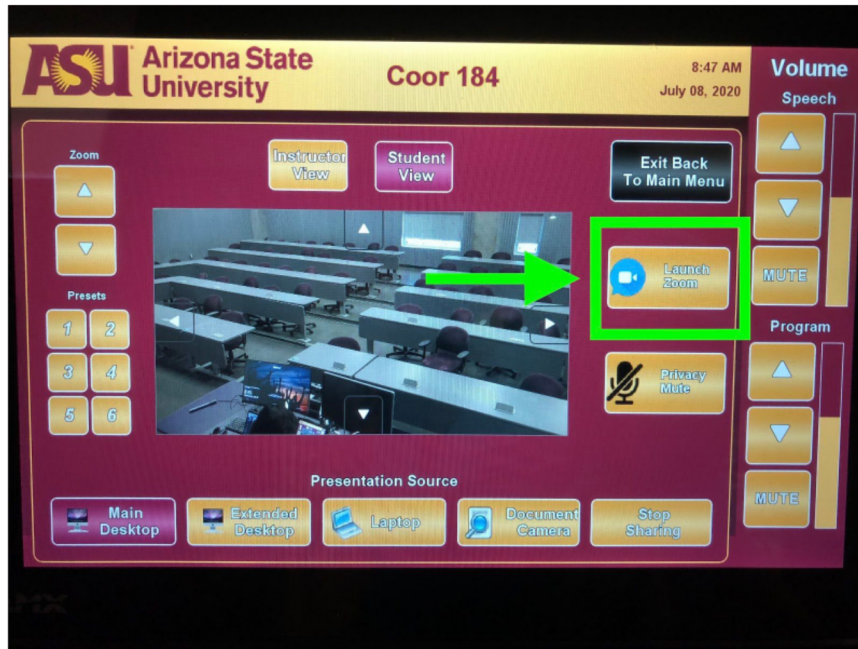 ASU
Arizona State
University
Coor 184
8:47 AM
July 08, 2020
Volume
Speech
Zoom
Instructor
View
Student
View
Exit Back
To Main Menu
Launch
Zoom
MUTE
Presets
1 2
3 4
5 6
Privacy
Mute
Program
MUTE
Presentation Source
Main
Desktop
Extended
Desktop
Laptop
Document
Camera
Stop
Sharing
AMX